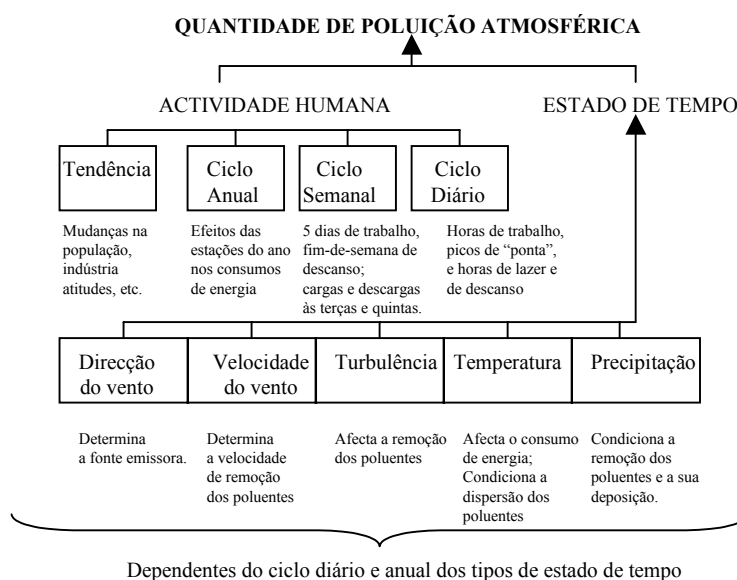 QUANTIDADE DE POLUIÇÃO ATMOSFÉRICA
ACTIVIDADE HUMANA
ESTADO DE TEMPO
Tendência
Ciclo
Anual
Ciclo
Semanal
Ciclo
Diário
Mudanças na
população,
indústria
atitudes, etc.
Efeitos das
estações do ano
nos consumos
de energia
5 dias de trabalho,
fim-de-semana de
descanso;
cargas e descargas
às terças e quintas.
Horas de trabalho,
picos de “ponta”,
e horas de lazer e
de descanso
Direcção
do vento
Velocidade
do vento
Turbulência
Temperatura
Precipitação
Determina
a fonte emissora.
Determina
a velocidade
de remoção
dos poluentes
Afecta a remoção
dos poluentes
Afecta o consumo
de energia;
Condiciona a
dispersão dos
poluentes
Condiciona a
remoção dos
poluentes e a sua
deposição.
Dependentes do ciclo diário e anual dos tipos de estado de tempo